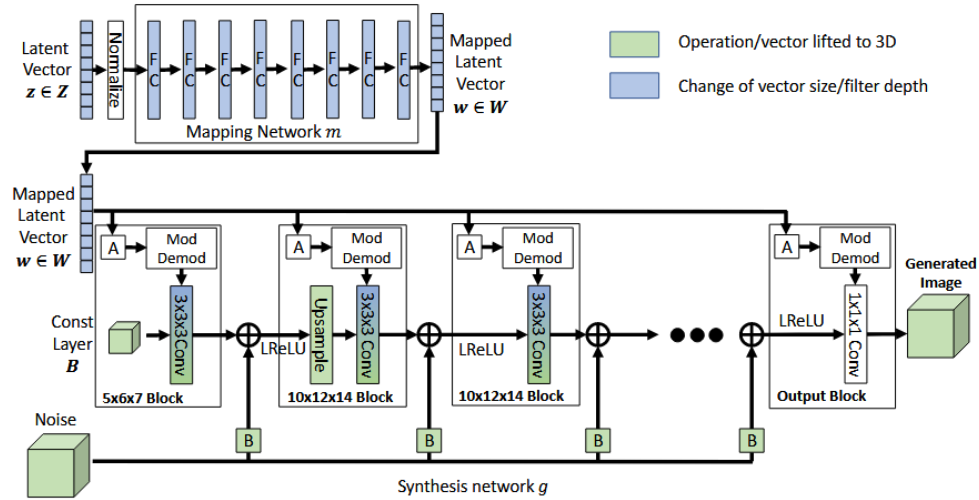 Latent
Vector
z ∈ Z
Normalize
FC
FC
FC
FC
FC
FC
FC
FC
Mapping Network m
Mapped
Latent
Vector
w ∈ W
Operation/vector lifted to 3D
Change of vector size/filter depth
Mapped
Latent
Vector
w ∈ W
A
Mod
Demod
3x3x3 Conv
5x6x7 Block
A
Mod
Demod
Upsample
3x3x3 Conv
10x12x14 Block
A
Mod
Demod
3x3x3 Conv
10x12x14 Block
A
Mod
Demod
1x1x1 Conv
Output Block
Generated
Image
Const
Layer
B
LReLU
LReLU
LReLU
Noise
B
B
B
B
Synthesis network g